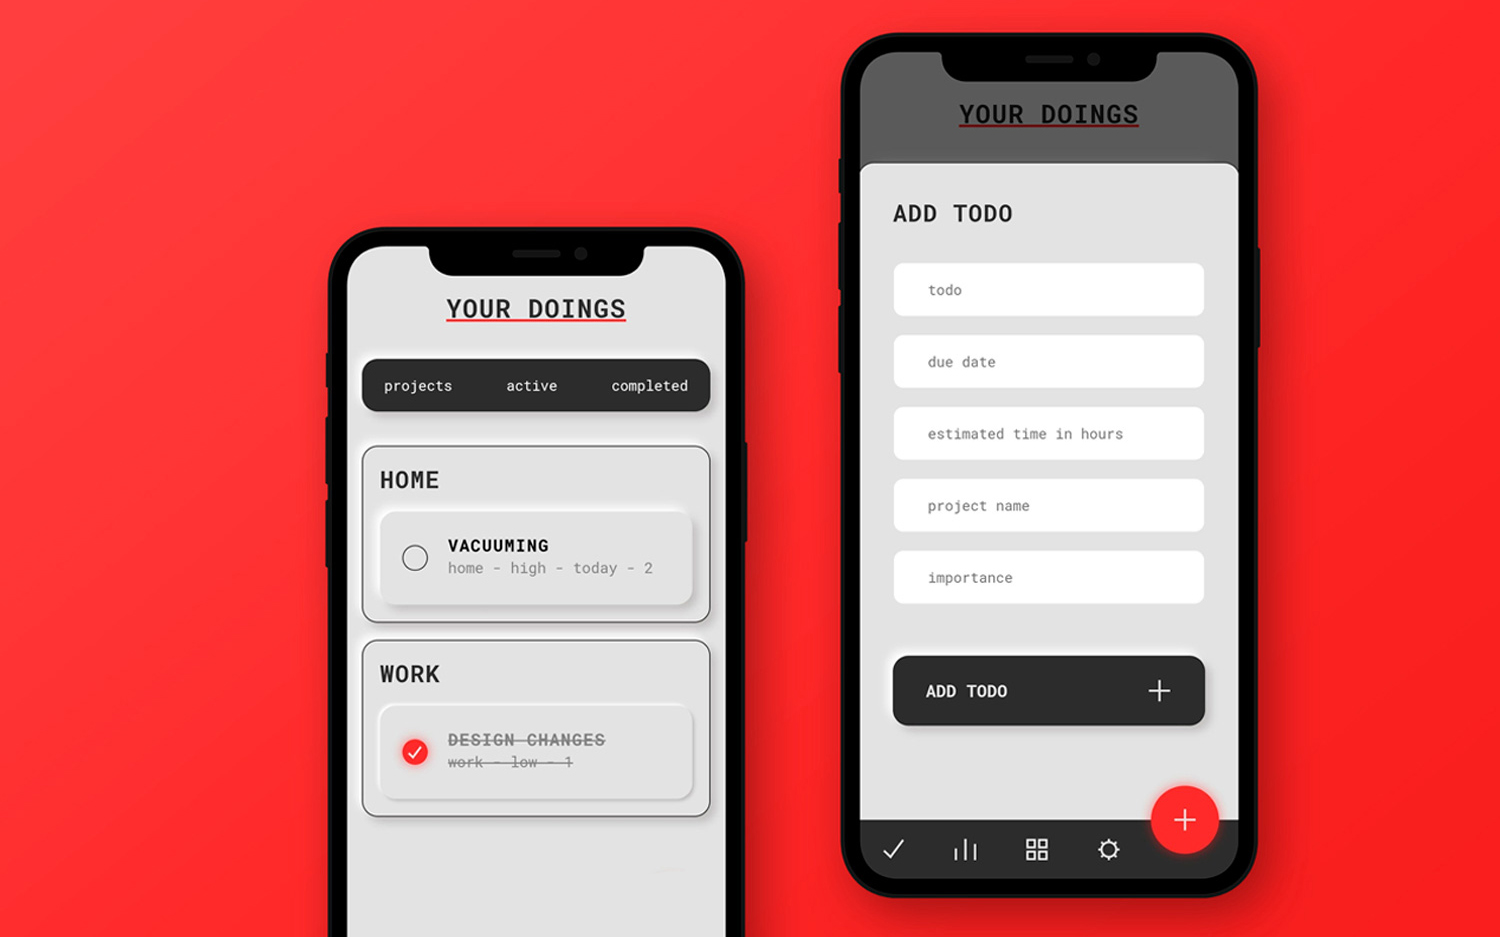 YOUR DOINGS
projects active completed
HOME
VACUUMING
home - high - today - 2
WORK
DESIGN CHANGES
work - low - 1
YOUR DOINGS
ADD TODO
todo
due date
estimated time in hours
project name
importance
ADD TODO